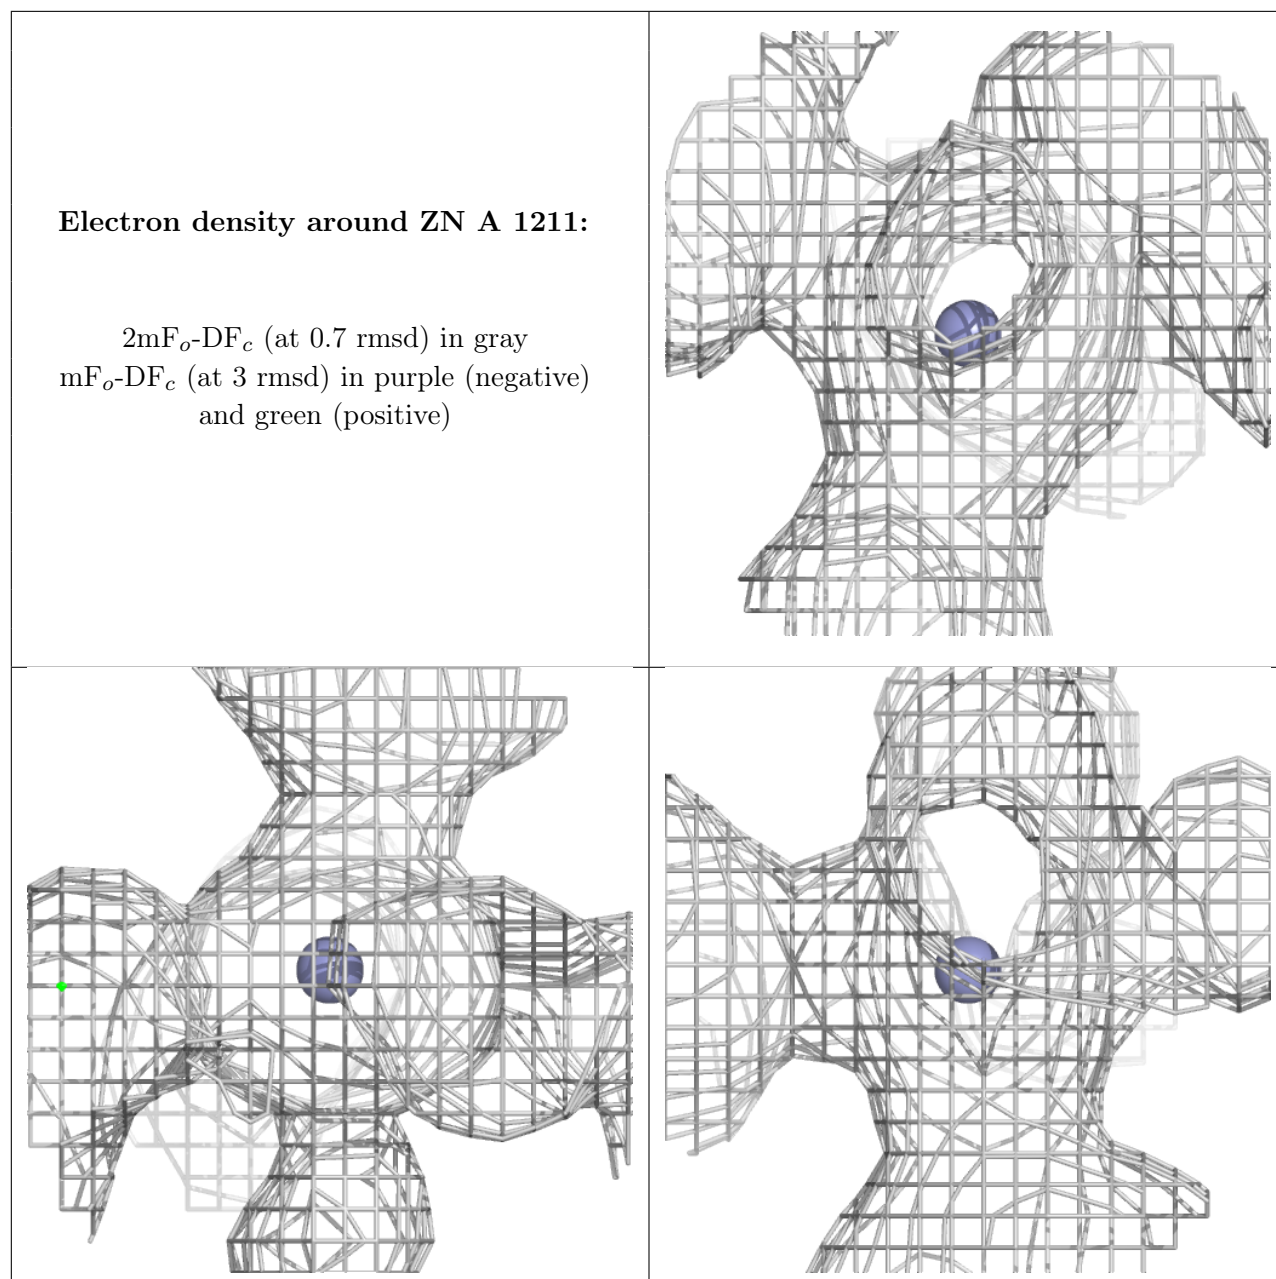 Electron density around ZN A 1211:
2mFo-DFc (at 0.7 rmsd) in gray
mFo-DFc (at 3 rmsd) in purple (negative)
and green (positive)